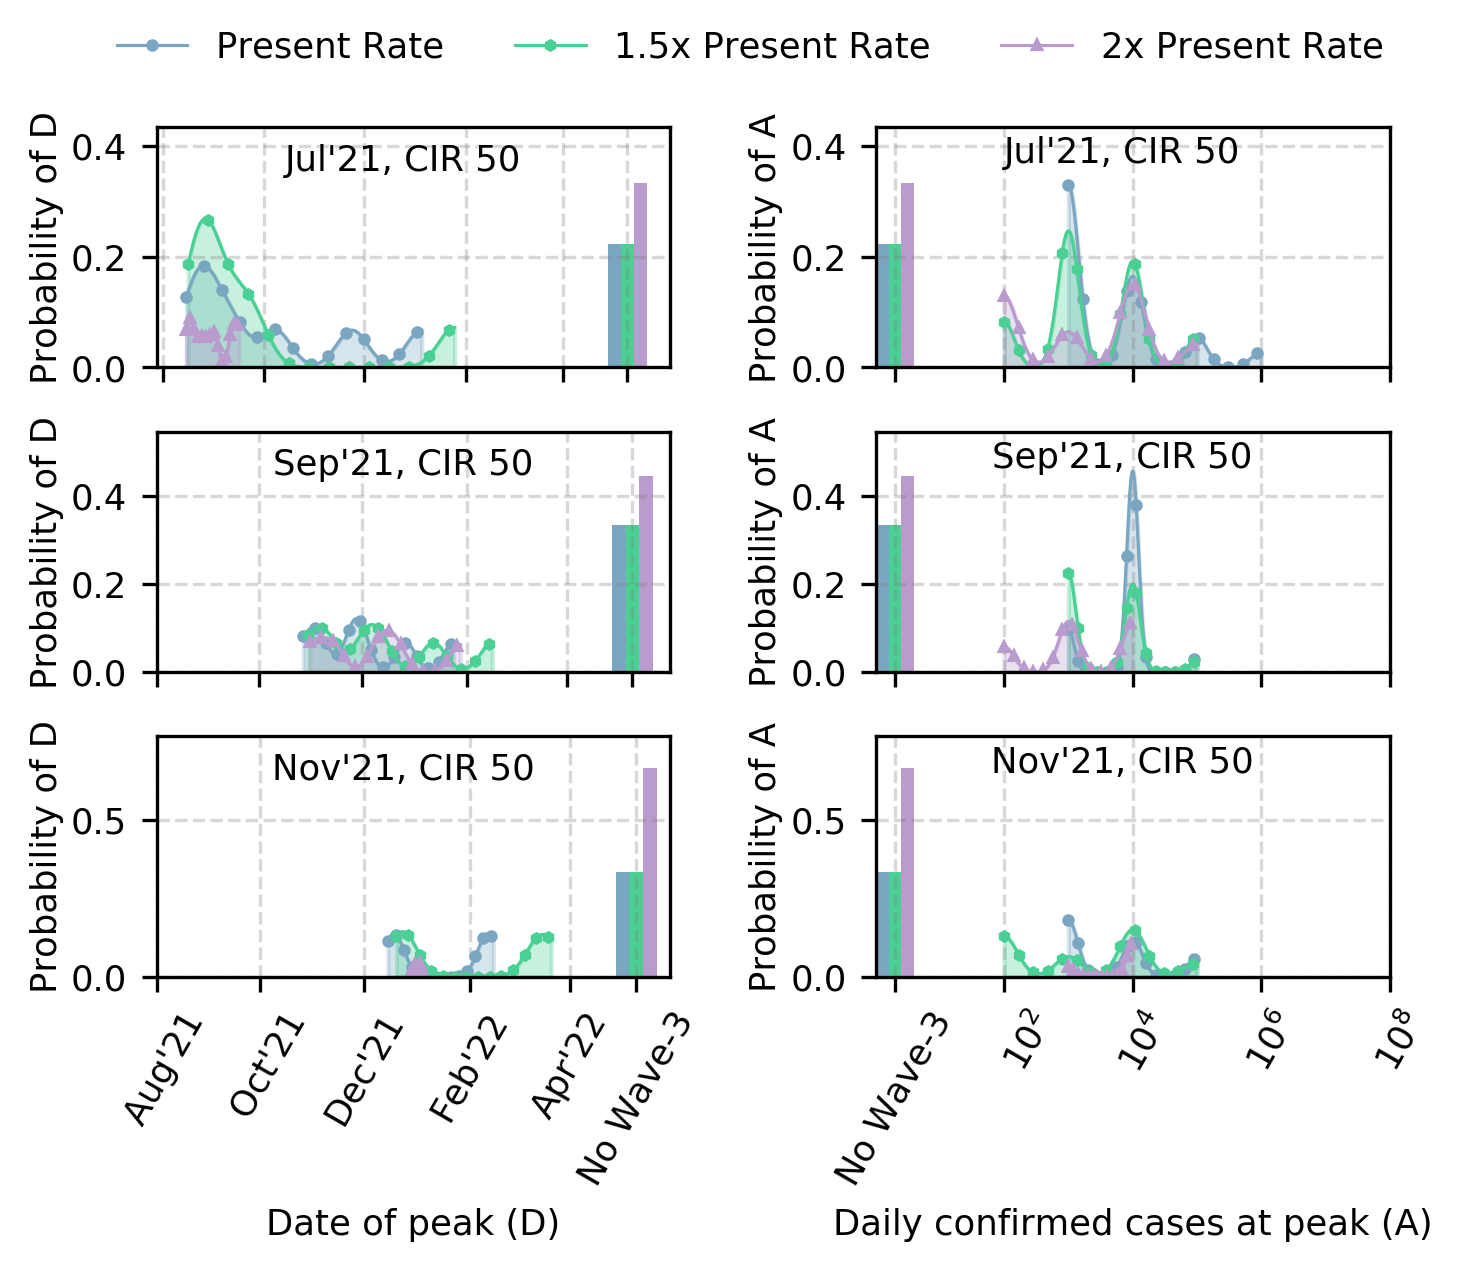 Present Rate 1.5x Present Rate 2x Present Rate
Probability of D
0.4
0.2
0.0
Jul'21, CIR 50
Probability of A
0.4
0.2
0.0
Jul'21, CIR 50
Probability of D
0.4
0.2
0.0
Sep'21, CIR 50
Probability of A
0.4
0.2
0.0
Sep'21, CIR 50
Probability of D
0.5
0.0
Nov'21, CIR 50
Probability of A
0.5
0.0
Nov'21, CIR 50
Aug'21
Oct'21
Dec'21
Feb'22
Apr'22
No Wave-3
No Wave-3
10²
10⁴
10⁶
10⁸
Date of peak (D)
Daily confirmed cases at peak (A)